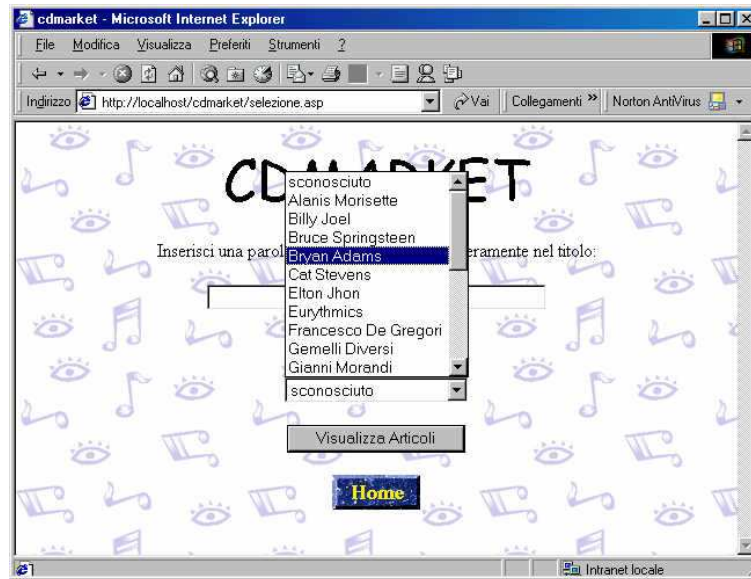 cdmarket - Microsoft Internet Explorer
File Modifica Visualizza Preferiti Strumenti ?
Indirizzo http://localhost/cdmarket/selezione.asp Vai Collegamenti » Norton AntiVirus
CDMARKET
Inserisci una parol eramente nel titolo:
sconosciuto
Alanis Morisette
Billy Joel
Bruce Springsteen
Bryan Adams
Cat Stevens
Elton Jhon
Eurythmics
Francesco De Gregori
Gemelli Diversi
Gianni Morandi
sconosciuto
Visualizza Articoli
Home
Intranet locale